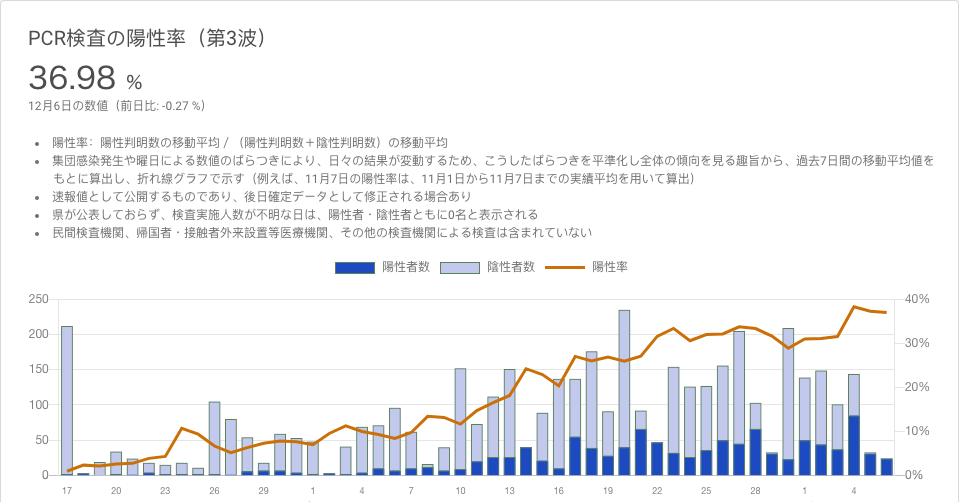 PCR検査の陽性率（第3波）
36.98 %
12月6日の数値（前日比: -0.27 %）
• 陽性率：陽性判明数の移動平均 / （陽性判明数＋陰性判明数）の移動平均
• 集団感染発生や曜日による数値のばらつきにより、日々の結果が変動するため、こうしたばらつきを平準化し全体の傾向を見る趣旨から、過去7日間の移動平均値を
もとに算出し、折れ線グラフで示す（例えば、11月7日の陽性率は、11月1日から11月7日までの実績平均を用いて算出）
• 速報値として公開するものであり、後日確定データとして修正される場合あり
• 県が公表しておらず、検査実施人数が不明な日は、陽性者・陰性者ともに0名と表示される
• 民間検査機関、帰国者・接触者外来設置等医療機関、その他の検査機関による検査は含まれていない
陽性者数 陰性者数 陽性率
250 40%
200 30%
150 20%
100 10%
50
0 0%
17 20 23 26 29 1 4 7 10 13 16 19 22 25 28 1 4